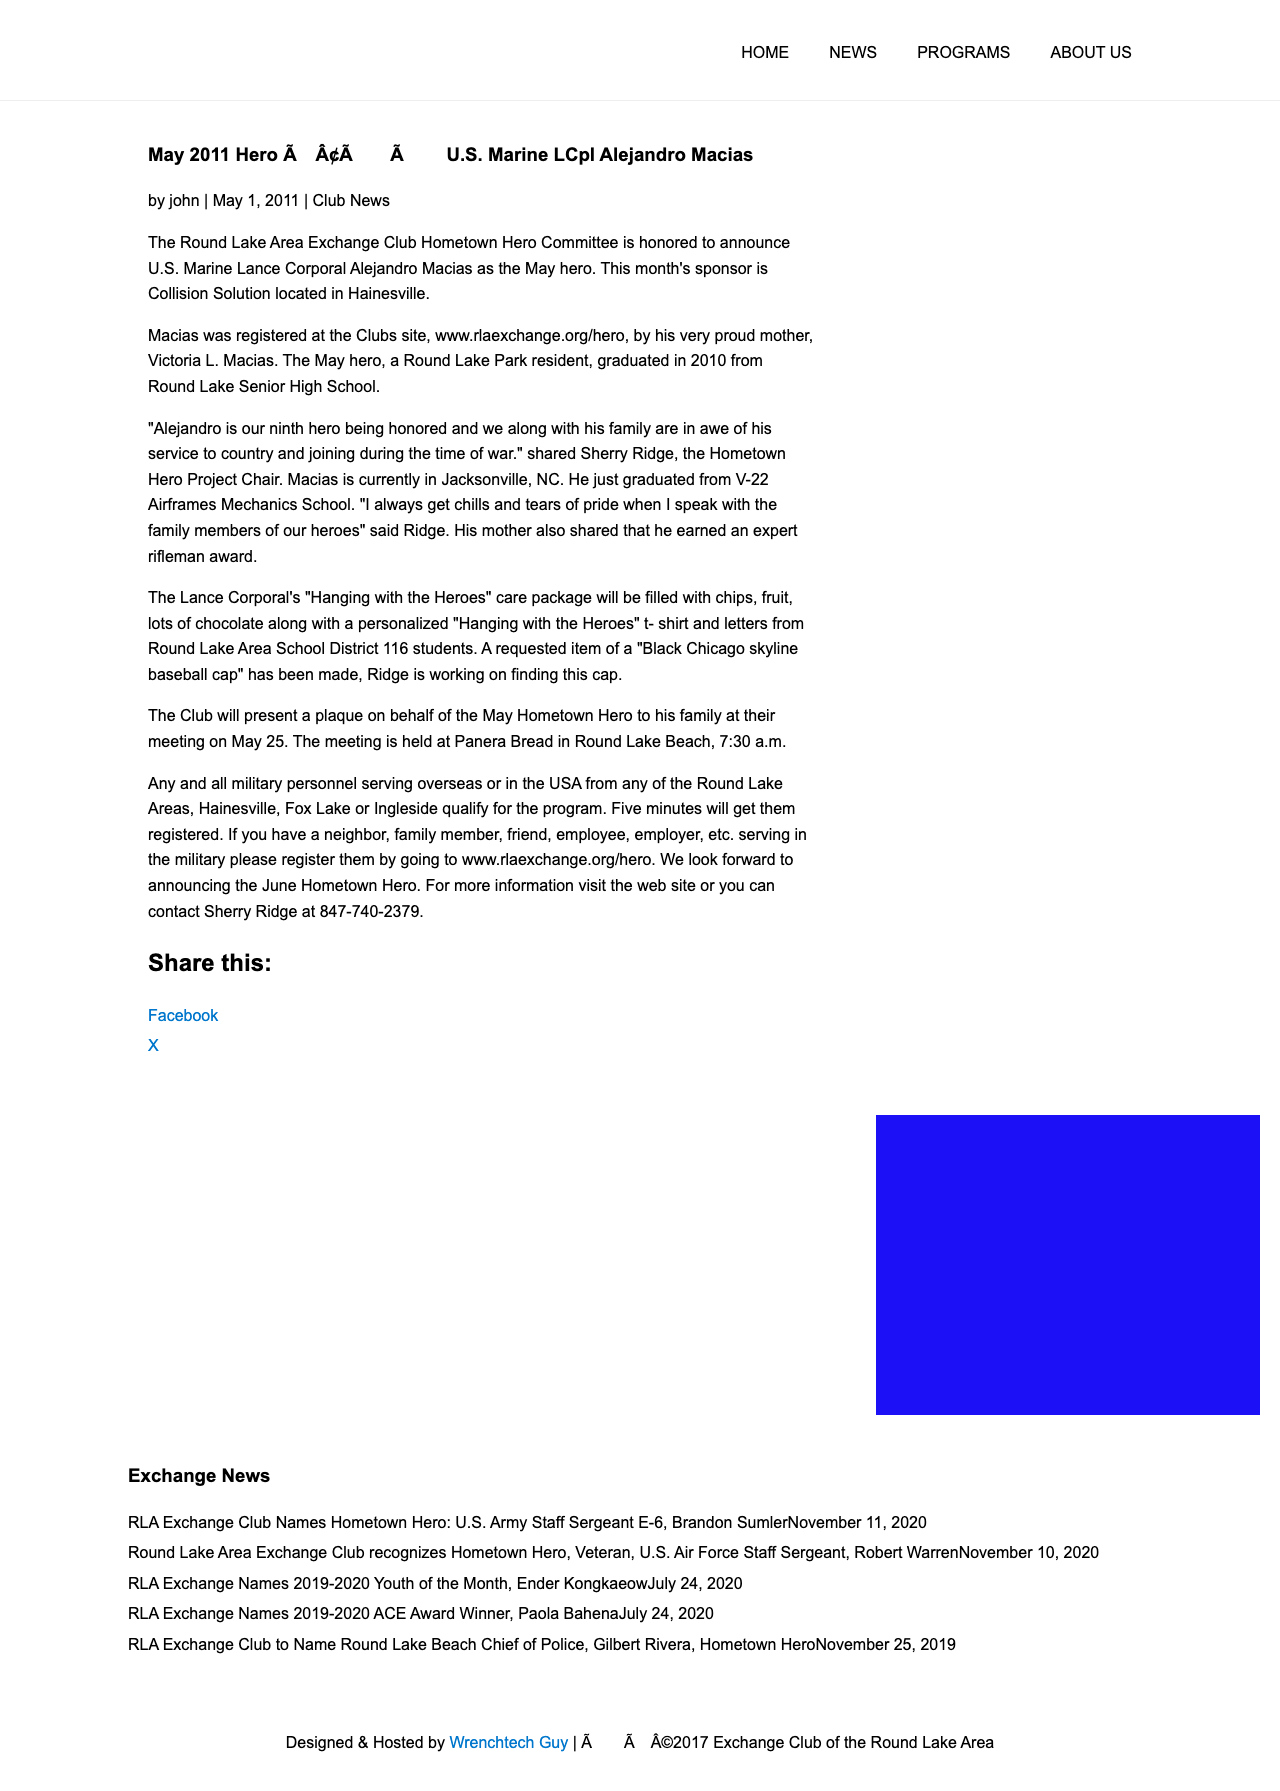 HOME NEWS PROGRAMS ABOUT US
May 2011 Hero Ã Â¢Ã Ã U.S. Marine LCpl Alejandro Macias
by john | May 1, 2011 | Club News
The Round Lake Area Exchange Club Hometown Hero Committee is honored to announce
U.S. Marine Lance Corporal Alejandro Macias as the May hero. This month's sponsor is
Collision Solution located in Hainesville.
Macias was registered at the Clubs site, www.rlaexchange.org/hero, by his very proud mother,
Victoria L. Macias. The May hero, a Round Lake Park resident, graduated in 2010 from
Round Lake Senior High School.
"Alejandro is our ninth hero being honored and we along with his family are in awe of his
service to country and joining during the time of war." shared Sherry Ridge, the Hometown
Hero Project Chair. Macias is currently in Jacksonville, NC. He just graduated from V-22
Airframes Mechanics School. "I always get chills and tears of pride when I speak with the
family members of our heroes" said Ridge. His mother also shared that he earned an expert
rifleman award.
The Lance Corporal's "Hanging with the Heroes" care package will be filled with chips, fruit,
lots of chocolate along with a personalized "Hanging with the Heroes" t- shirt and letters from
Round Lake Area School District 116 students. A requested item of a "Black Chicago skyline
baseball cap" has been made, Ridge is working on finding this cap.
The Club will present a plaque on behalf of the May Hometown Hero to his family at their
meeting on May 25. The meeting is held at Panera Bread in Round Lake Beach, 7:30 a.m.
Any and all military personnel serving overseas or in the USA from any of the Round Lake
Areas, Hainesville, Fox Lake or Ingleside qualify for the program. Five minutes will get them
registered. If you have a neighbor, family member, friend, employee, employer, etc. serving in
the military please register them by going to www.rlaexchange.org/hero. We look forward to
announcing the June Hometown Hero. For more information visit the web site or you can
contact Sherry Ridge at 847-740-2379.
Share this:
Facebook
X
Exchange News
RLA Exchange Club Names Hometown Hero: U.S. Army Staff Sergeant E-6, Brandon SumlerNovember 11, 2020
Round Lake Area Exchange Club recognizes Hometown Hero, Veteran, U.S. Air Force Staff Sergeant, Robert WarrenNovember 10, 2020
RLA Exchange Names 2019-2020 Youth of the Month, Ender KongkaeowJuly 24, 2020
RLA Exchange Names 2019-2020 ACE Award Winner, Paola BahenaJuly 24, 2020
RLA Exchange Club to Name Round Lake Beach Chief of Police, Gilbert Rivera, Hometown HeroNovember 25, 2019
Designed & Hosted by Wrenchtech Guy | Ã Ã Â©2017 Exchange Club of the Round Lake Area